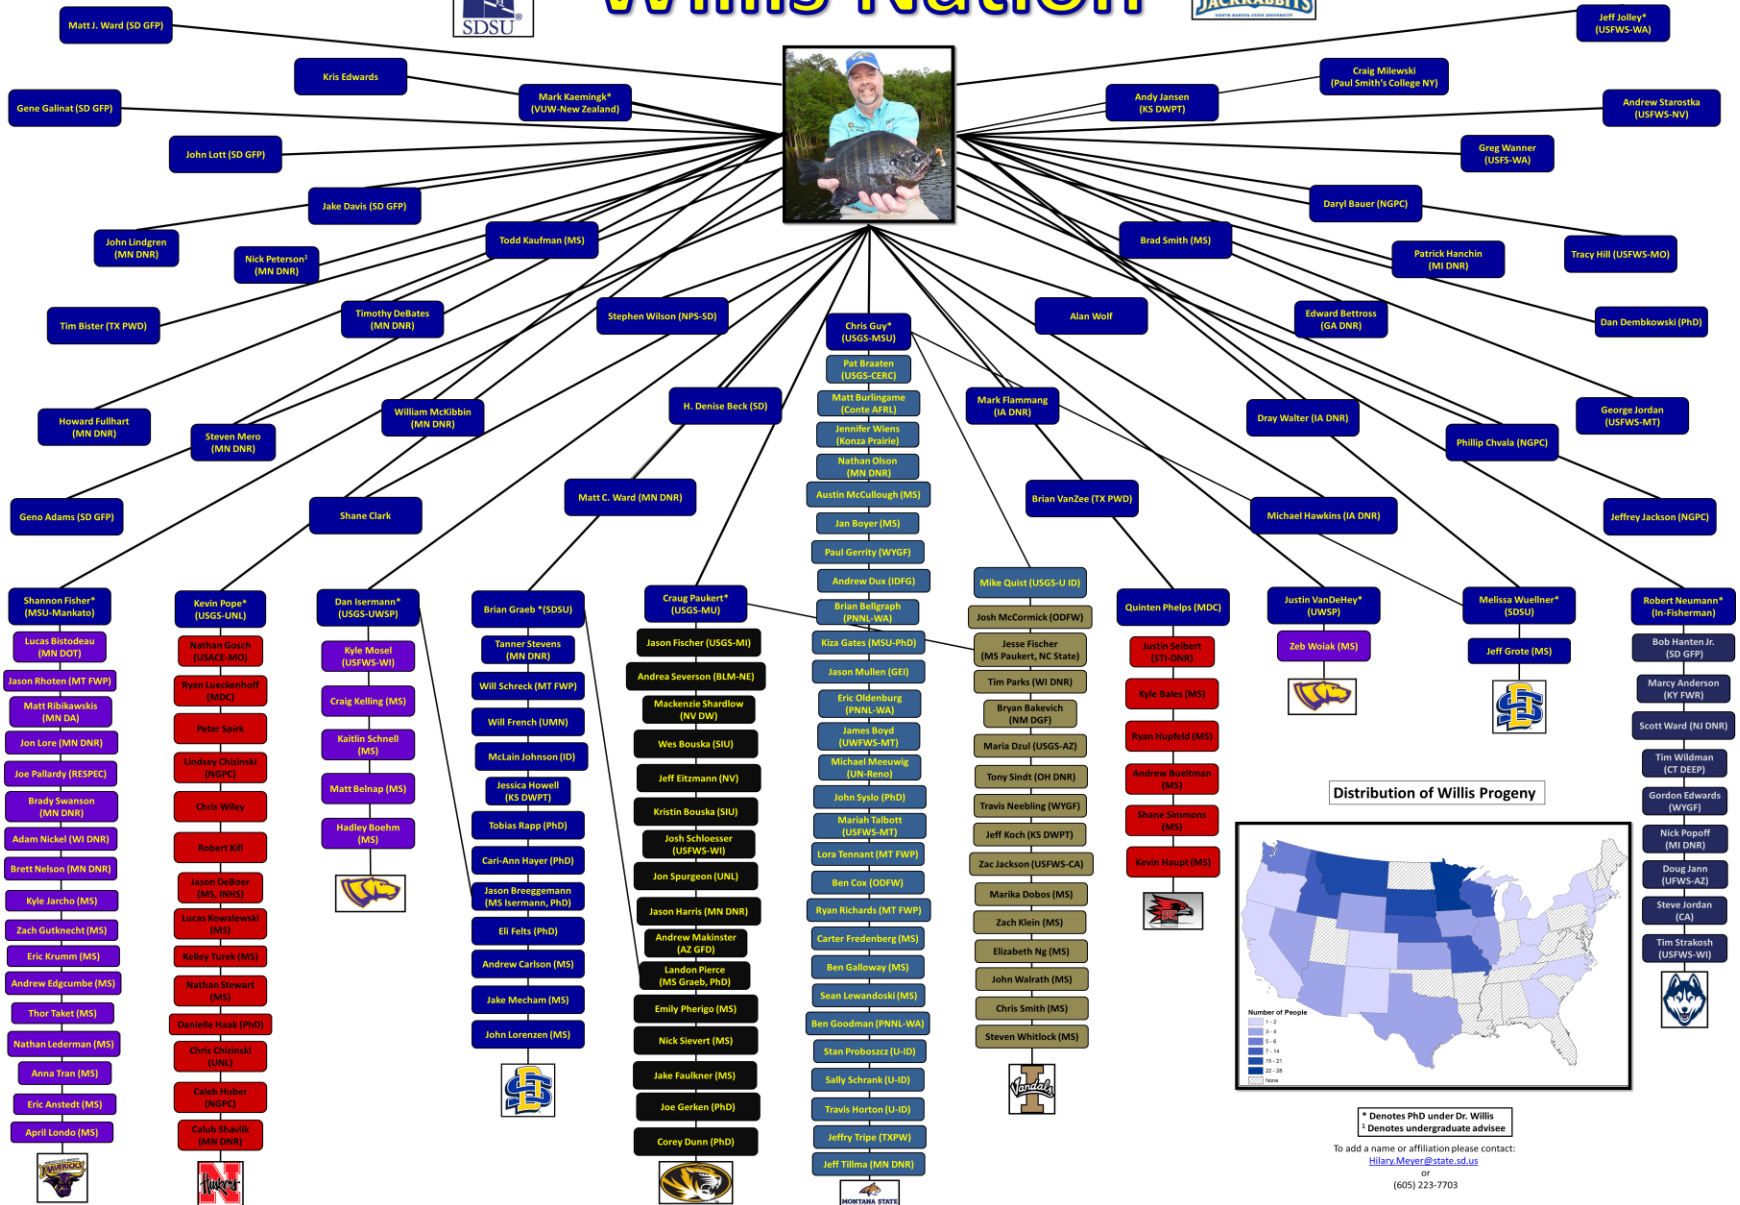 Willis Nation
SDSU
JACKRABBITS
SOUTH DAKOTA STATE UNIVERSITY
Matt J. Ward (SD GFP)
Jeff Jolley*
(USFWS-WA)
Kris Edwards
Craig Milewski
(Paul Smith's College NY)
Gene Galinat (SD GFP)
Mark Kaemingk*
(VUW-New Zealand)
Andy Jansen
(KS DWPT)
Andrew Starostka
(USFWS-NV)
John Lott (SD GFP)
Greg Wanner
(USFS-WA)
Jake Davis (SD GFP)
Daryl Bauer (NGPC)
John Lindgren
(MN DNR)
Nick Peterson¹
(MN DNR)
Todd Kaufman (MS)
Brad Smith (MS)
Patrick Hanchin
(MI DNR)
Tracy Hill (USFWS-MO)
Tim Bister (TX PWD)
Timothy DeBates
(MN DNR)
Stephen Wilson (NPS-SD)
Alan Wolf
Edward Bettross
(GA DNR)
Dan Dembkowski (PhD)
Howard Fullhart
(MN DNR)
Steven Mero
(MN DNR)
William McKibbin
(MN DNR)
H. Denise Beck (SD)
Mark Flammang
(IA DNR)
Dray Walter (IA DNR)
Phillip Chvala (NGPC)
George Jordan
(USFWS-MT)
Geno Adams (SD GFP)
Shane Clark
Matt C. Ward (MN DNR)
Brian VanZee (TX PWD)
Michael Hawkins (IA DNR)
Jeffrey Jackson (NGPC)
Shannon Fisher*
(MSU-Mankato)
Lucas Bistodeau
(MN DOT)
Jason Rhoten (MT FWP)
Matt Ribikawskis
(MN DA)
Jon Lore (MN DNR)
Joe Pallardy (RESPEC)
Brady Swanson
(MN DNR)
Adam Nickel (WI DNR)
Brett Nelson (MN DNR)
Kyle Jarcho (MS)
Zach Gutknecht (MS)
Eric Krumm (MS)
Andrew Edgcumbe (MS)
Thor Taket (MS)
Nathan Lederman (MS)
Anna Tran (MS)
Eric Anstedt (MS)
April Londo (MS)
MAVERICKS
Kevin Pope*
(USGS-UNL)
Nathan Gosch
(USACE-MO)
Ryan Lueckenhoff
(MDC)
Peter Spirk
Lindsey Chizinski
(NGPC)
Chris Wiley
Robert Kill
Jason DeBoer
(MS, INHS)
Lucas Kowalewski
(MS)
Kelley Turek (MS)
Nathan Stewart
(MS)
Danielle Haak (PhD)
Chris Chizinski
(UNL)
Caleb Huber
(NGPC)
Calub Shavlik
(MN DNR)
Huskers
Dan Isermann*
(USGS-UWSP)
Kyle Mosel
(USFWS-WI)
Craig Kelling (MS)
Kaitlin Schnell
(MS)
Matt Belnap (MS)
Hadley Boehm
(MS)
Brian Graeb *(SDSU)
Tanner Stevens
(MN DNR)
Will Schreck (MT FWP)
Will French (UMN)
McLain Johnson (ID)
Jessica Howell
(KS DWPT)
Tobias Rapp (PhD)
Cari-Ann Hayer (PhD)
Jason Breeggemann
(MS Isermann, PhD)
Eli Felts (PhD)
Andrew Carlson (MS)
Jake Mecham (MS)
John Lorenzen (MS)
Craug Paukert*
(USGS-MU)
Jason Fischer (USGS-MI)
Andrea Severson (BLM-NE)
Mackenzie Shardlow
(NV DW)
Wes Bouska (SIU)
Jeff Eitzmann (NV)
Kristin Bouska (SIU)
Josh Schloesser
(USFWS-WI)
Jon Spurgeon (UNL)
Jason Harris (MN DNR)
Andrew Makinster
(AZ GFD)
Landon Pierce
(MS Graeb, PhD)
Emily Pherigo (MS)
Nick Sievert (MS)
Jake Faulkner (MS)
Joe Gerken (PhD)
Corey Dunn (PhD)
Chris Guy*
(USGS-MSU)
Pat Braaten
(USGS-CERC)
Matt Burlingame
(Conte AFRL)
Jennifer Wiens
(Konza Prairie)
Nathan Olson
(MN DNR)
Austin McCullough (MS)
Jan Boyer (MS)
Paul Gerrity (WYGF)
Andrew Dux (IDFG)
Brian Bellgraph
(PNNL-WA)
Kiza Gates (MSU-PhD)
Jason Mullen (GEI)
Eric Oldenburg
(PNNL-WA)
James Boyd
(UWFWS-MT)
Michael Meeuwig
(UN-Reno)
John Syslo (PhD)
Mariah Talbott
(USFWS-MT)
Lora Tennant (MT FWP)
Ben Cox (ODFW)
Ryan Richards (MT FWP)
Carter Fredenberg (MS)
Ben Galloway (MS)
Sean Lewandoski (MS)
Ben Goodman (PNNL-WA)
Stan Proboszcz (U-ID)
Sally Schrank (U-ID)
Travis Horton (U-ID)
Jeffry Tripe (TXPW)
Jeff Tillma (MN DNR)
MONTANA STATE
Mike Quist (USGS-U ID)
Josh McCormick (ODFW)
Jesse Fischer
(MS Paukert, NC State)
Tim Parks (WI DNR)
Bryan Bakevich
(NM DGF)
Maria Dzul (USGS-AZ)
Tony Sindt (OH DNR)
Travis Neebling (WYGF)
Jeff Koch (KS DWPT)
Zac Jackson (USFWS-CA)
Marika Dobos (MS)
Zach Klein (MS)
Elizabeth Ng (MS)
John Walrath (MS)
Chris Smith (MS)
Steven Whitlock (MS)
Vandals
Quinten Phelps (MDC)
Justin Seibert
(STI-DNR)
Kyle Bales (MS)
Ryan Hupfeld (MS)
Andrew Bueltman
(MS)
Shane Simmons
(MS)
Kevin Haupt (MS)
Justin VanDeHey*
(UWSP)
Zeb Woiak (MS)
Melissa Wuellner*
(SDSU)
Jeff Grote (MS)
Robert Neumann*
(In-Fisherman)
Bob Hanten Jr.
(SD GFP)
Marcy Anderson
(KY FWR)
Scott Ward (NJ DNR)
Tim Wildman
(CT DEEP)
Gordon Edwards
(WYGF)
Nick Popoff
(MI DNR)
Doug Jann
(UFWS-AZ)
Steve Jordan
(CA)
Tim Strakosh
(USFWS-WI)
Distribution of Willis Progeny
Number of People
1 - 2
3 - 4
5 - 6
7 - 14
15 - 21
22 - 28
None
* Denotes PhD under Dr. Willis
¹ Denotes undergraduate advisee
To add a name or affiliation please contact:
Hilary.Meyer@state.sd.us
or
(605) 223-7703